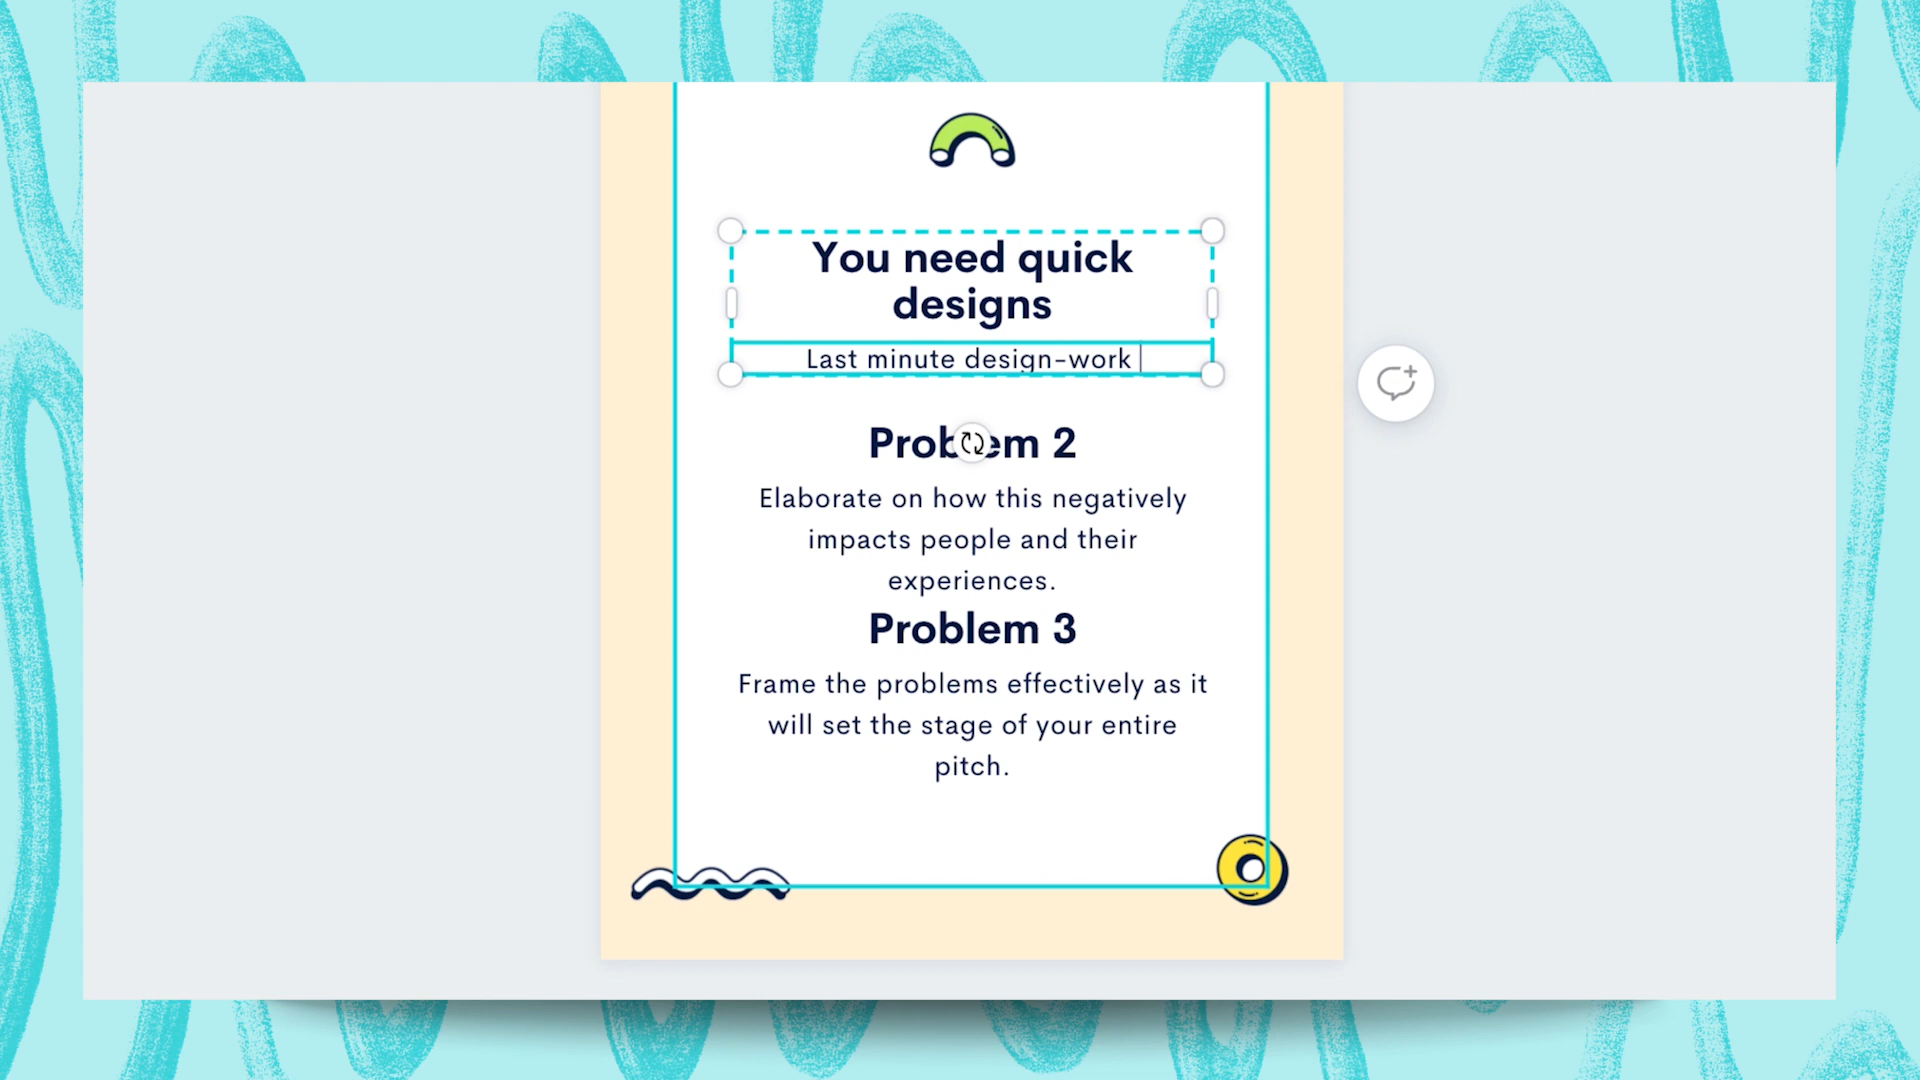 You need quick
designs
Last minute design-work
Problem 2
Elaborate on how this negatively
impacts people and their
experiences.
Problem 3
Frame the problems effectively as it
will set the stage of your entire
pitch.